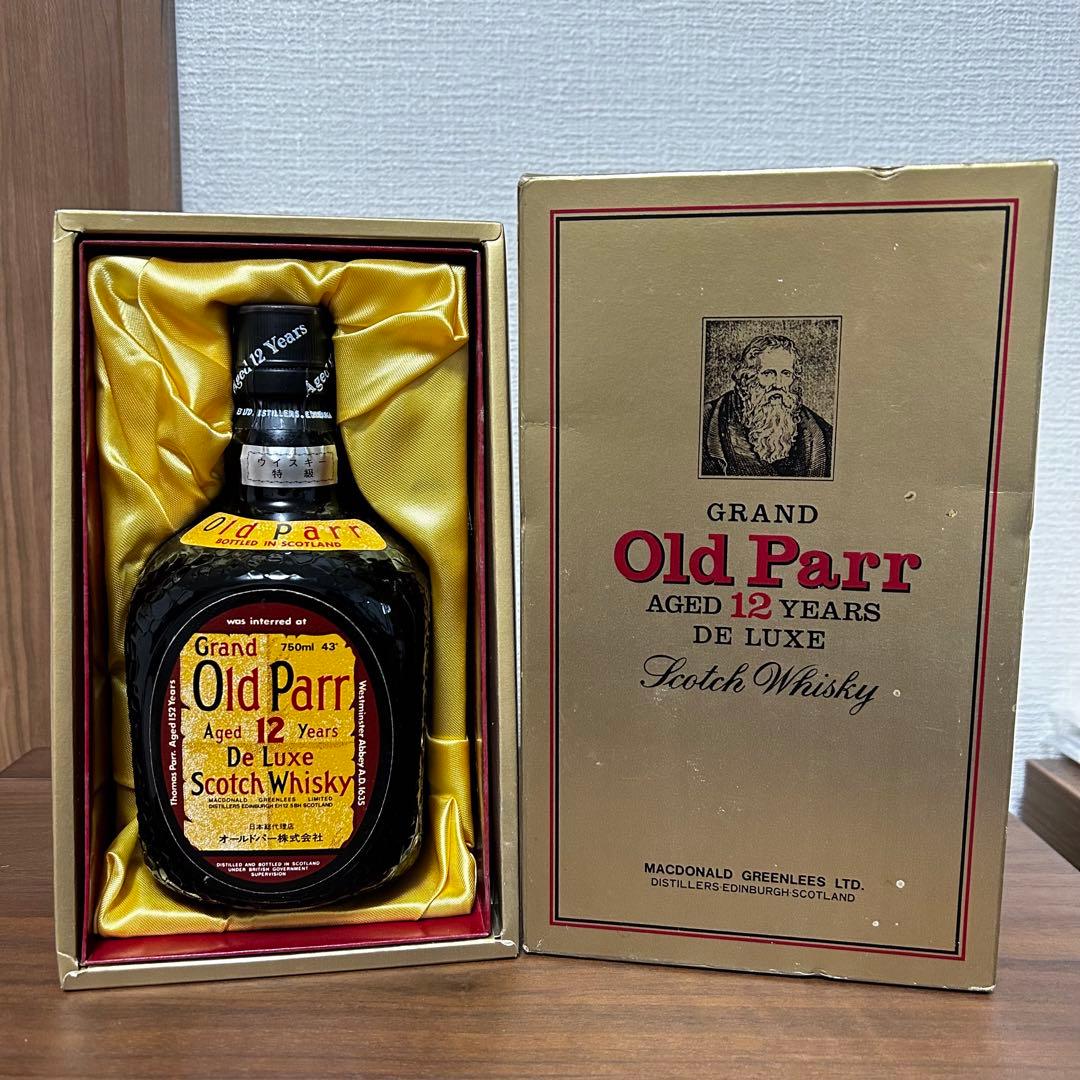 Aged 12 Years
Aged
DISTILLERS, EDINBURGH
ウイスキー
特級
Old Parr
BOTTLED IN SCOTLAND
was interred at
Grand 750ml 43°
Old Parr
Aged 12 Years
De Luxe
Scotch Whisky
MACDONALD GREENLEES LIMITED
DISTILLERS EDINBURGH EH12 5BH SCOTLAND
日本総代理店
オールドパー株式会社
Thomas Parr. Aged 152 Years
Westminster Abbey A.D.1635
DISTILLED AND BOTTLED IN SCOTLAND
UNDER BRITISH GOVERNMENT
SUPERVISION
GRAND
Old Parr
AGED 12 YEARS
DE LUXE
Scotch Whisky
MACDONALD GREENLEES LTD.
DISTILLERS·EDINBURGH·SCOTLAND